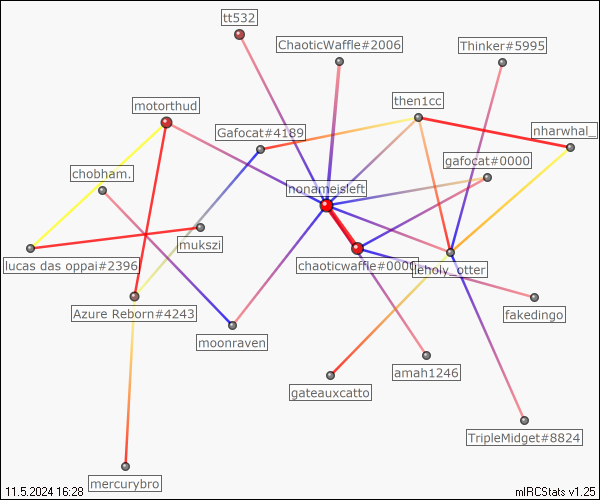 tt532
ChaoticWaffle#2006
Thinker#5995
motorthud
then1cc
Gafocat#4189
nharwhal_
gafocat#0000
chobham.
nonameisleft
mukszi
lucas das oppai#2396
chaoticwaffle#0000
leholy_otter
Azure Reborn#4243
fakedingo
moonraven
amah1246
gateauxcatto
TripleMidget#8824
mercurybro
11.5.2024 16:28
mIRCStats v1.25